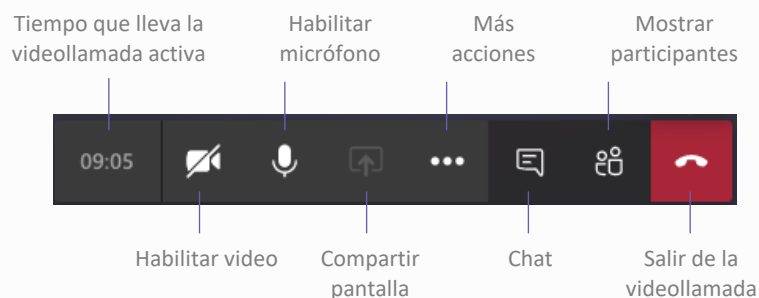 Tiempo que lleva la
videollamada activa
Habilitar
micrófono
Más
acciones
Mostrar
participantes
09:05
Habilitar video
Compartir
pantalla
Chat
Salir de la
videollamada